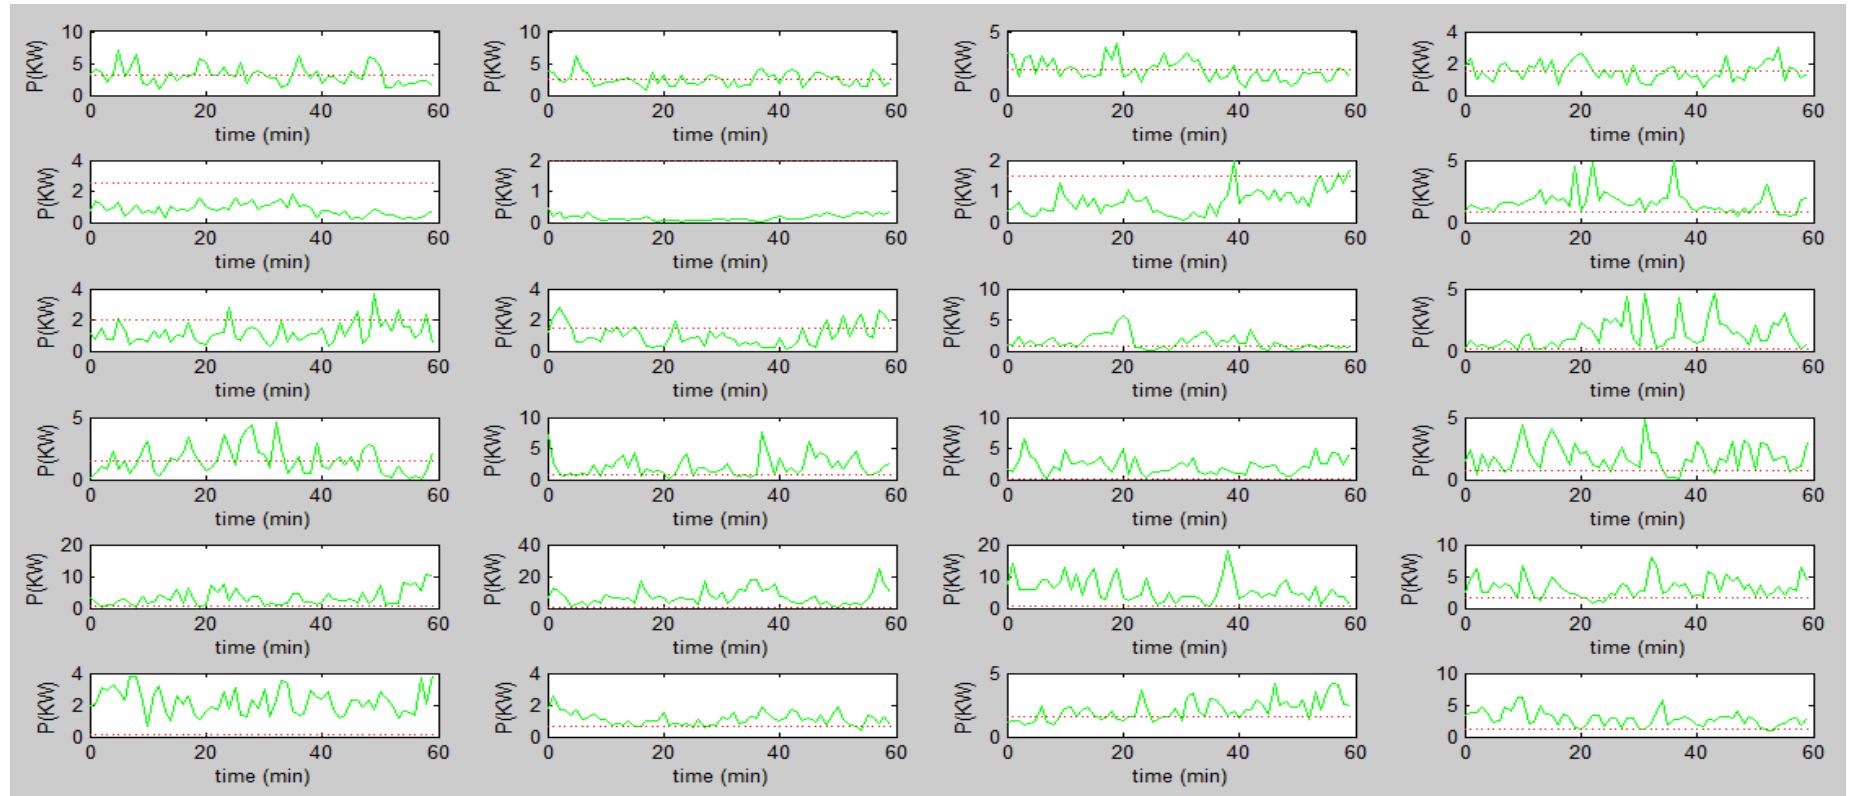 10 10 5 4
P(KW) 5 P(KW) 5 P(KW) P(KW) 2
0 0 0 0
0 20 40 60 0 20 40 60 0 20 40 60 0 20 40 60
time (min) time (min) time (min) time (min)
4 2 2 5
P(KW) 2 P(KW) 1 P(KW) 1 P(KW)
0 0 0 0
0 20 40 60 0 20 40 60 0 20 40 60 0 20 40 60
time (min) time (min) time (min) time (min)
4 4 10 5
P(KW) 2 P(KW) 2 P(KW) 5 P(KW)
0 0 0 0
0 20 40 60 0 20 40 60 0 20 40 60 0 20 40 60
time (min) time (min) time (min) time (min)
5 10 10 5
P(KW) P(KW) 5 P(KW) 5 P(KW)
0 0 0 0
0 20 40 60 0 20 40 60 0 20 40 60 0 20 40 60
time (min) time (min) time (min) time (min)
20 40 20 10
P(KW) 10 P(KW) 20 P(KW) 10 P(KW) 5
0 0 0 0
0 20 40 60 0 20 40 60 0 20 40 60 0 20 40 60
time (min) time (min) time (min) time (min)
4 4 5 10
P(KW) 2 P(KW) 2 P(KW) P(KW) 5
0 0 0 0
0 20 40 60 0 20 40 60 0 20 40 60 0 20 40 60
time (min) time (min) time (min) time (min)